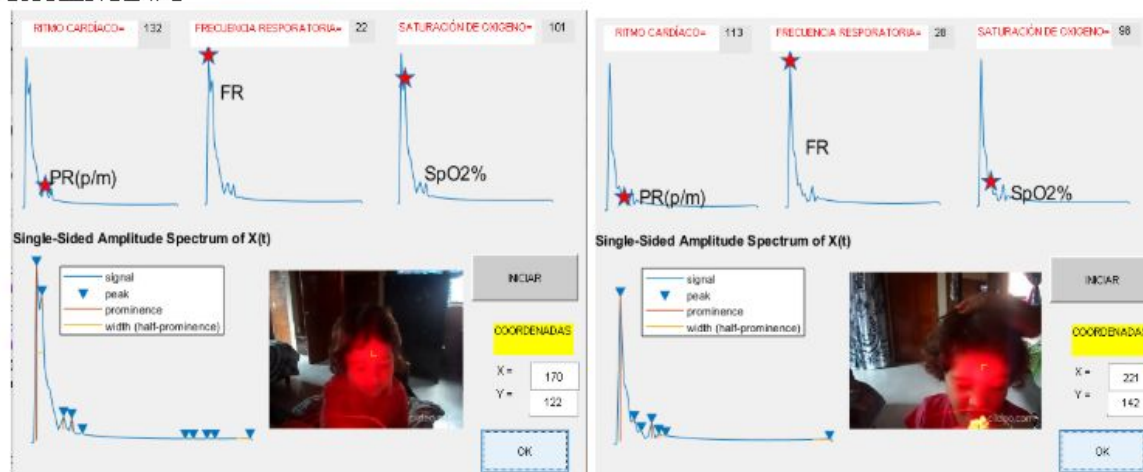 RITMO CARDÍACO= 132 FRECUENCIA RESPORATORIA= 22 SATURACIÓN DE OXIGENO= 101
FR
PR(p/m)
SpO2%
Single-Sided Amplitude Spectrum of X(t)
signal
peak
prominence
width (half-prominence)
INICIAR
COORDENADAS
X = 170
Y = 122
OK
RITMO CARDÍACO= 113 FRECUENCIA RESPORATORIA= 28 SATURACIÓN DE OXIGENO= 98
FR
PR(p/m)
SpO2%
Single-Sided Amplitude Spectrum of X(t)
signal
peak
prominence
width (half-prominence)
INICIAR
COORDENADAS
X = 221
Y = 142
OK